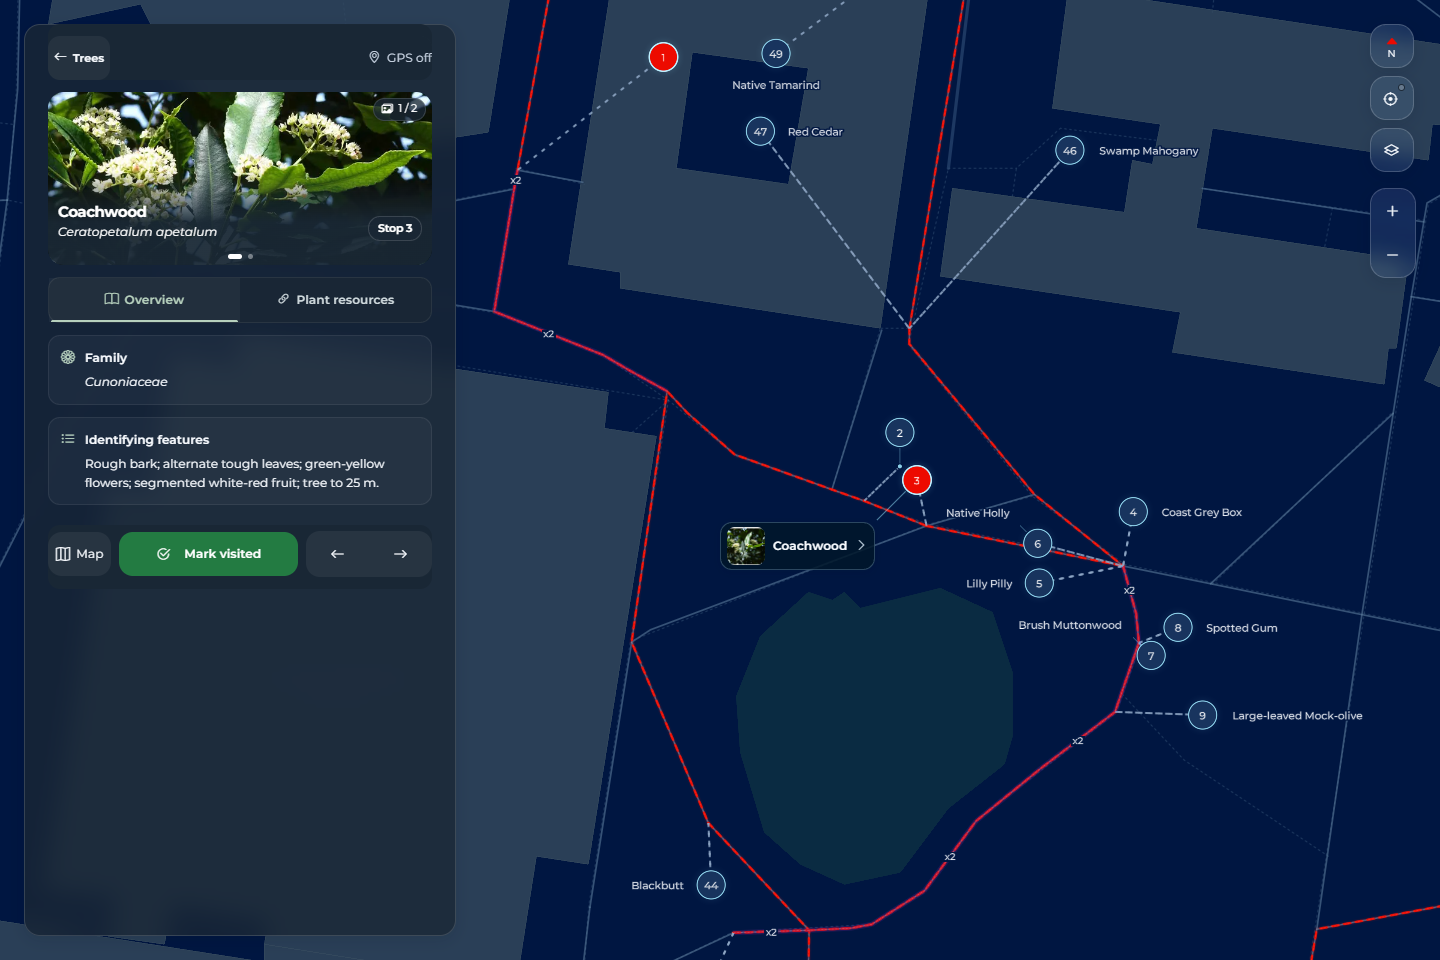 Trees
GPS off
1 / 2
Coachwood
Ceratopetalum apetalum
Stop 3
Overview
Plant resources
Family
Cunoniaceae
Identifying features
Rough bark; alternate tough leaves; green-yellow
flowers; segmented white-red fruit; tree to 25 m.
Map
Mark visited
1
49
Native Tamarind
47
Red Cedar
46
Swamp Mahogany
N
+
−
x2
x2
2
3
Native Holly
4
Coast Grey Box
Coachwood
6
Lilly Pilly
5
x2
Brush Muttonwood
8
Spotted Gum
7
9
Large-leaved Mock-olive
x2
x2
Blackbutt
44
x2